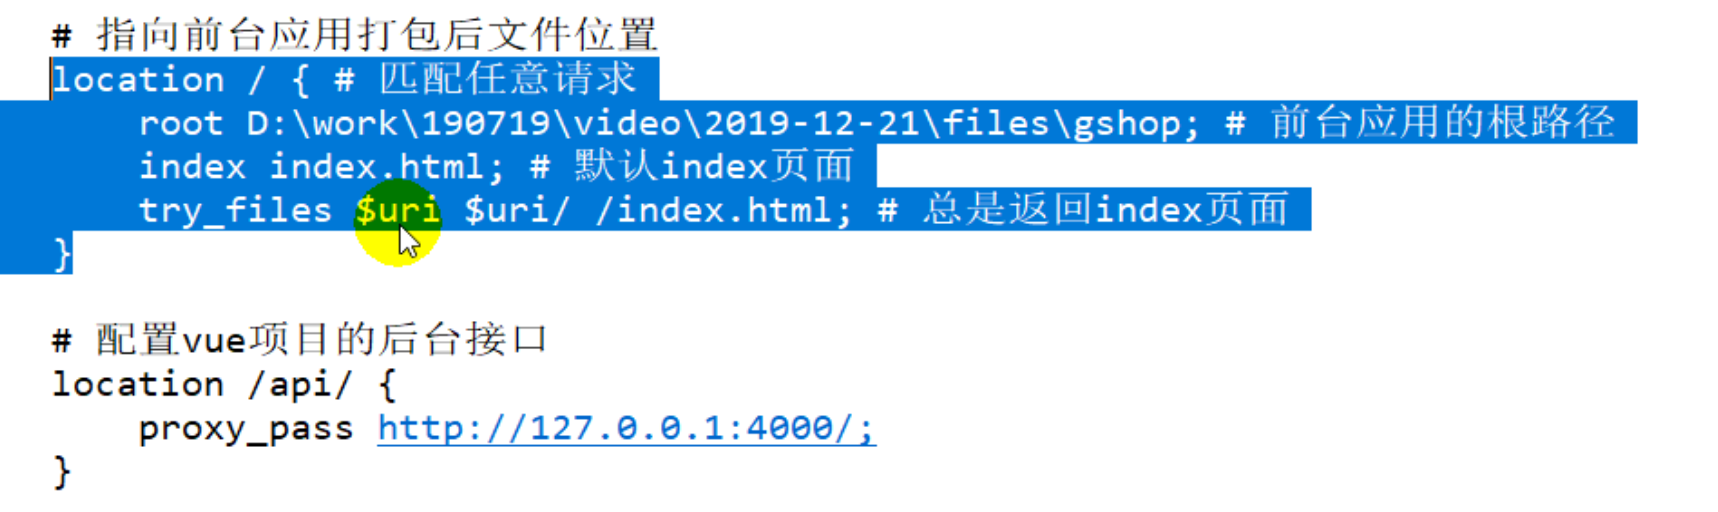 # 指向前台应用打包后文件位置
location / { # 匹配任意请求
root D:\work\190719\video\2019-12-21\files\gshop; # 前台应用的根路径
index index.html; # 默认index页面
try_files $uri $uri/ /index.html; # 总是返回index页面
}
# 配置vue项目的后台接口
location /api/ {
proxy_pass http://127.0.0.1:4000/;
}